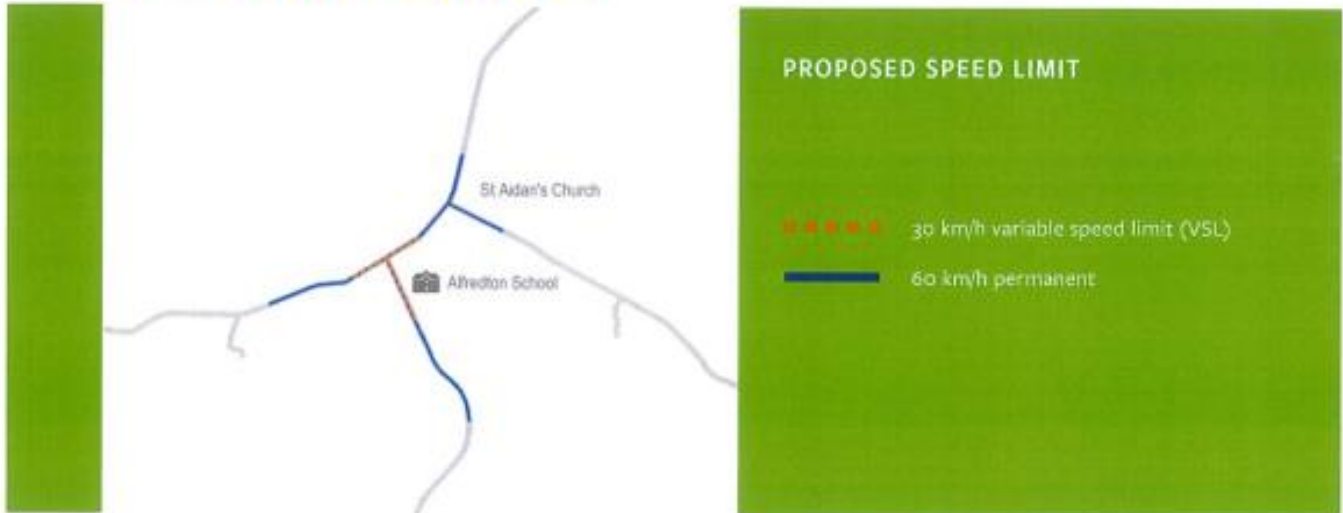 St Aidan's Church
Alfredton School
PROPOSED SPEED LIMIT
30 km/h variable speed limit (VSL)
60 km/h permanent